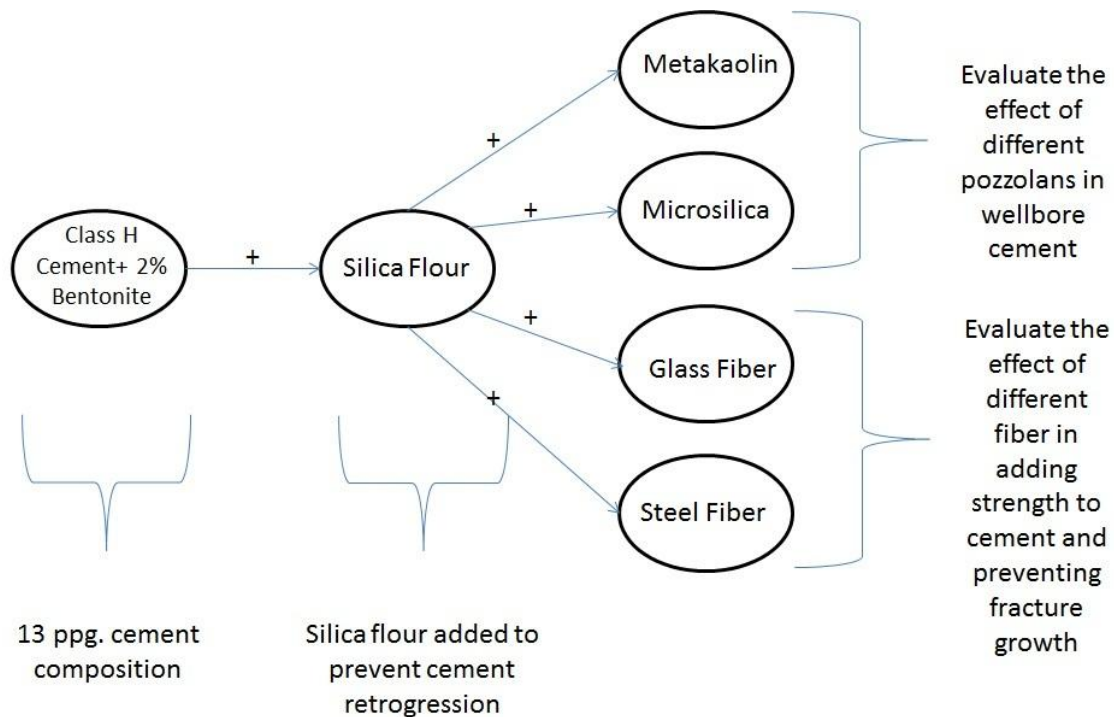 Class H
Cement+ 2%
Bentonite
+
Silica Flour
+
Metakaolin
+
Microsilica
+
Glass Fiber
+
Steel Fiber
Evaluate the
effect of
different
pozzolans in
wellbore
cement
Evaluate the
effect of
different
fiber in
adding
strength to
cement and
preventing
fracture
growth
13 ppg. cement
composition
Silica flour added to
prevent cement
retrogression